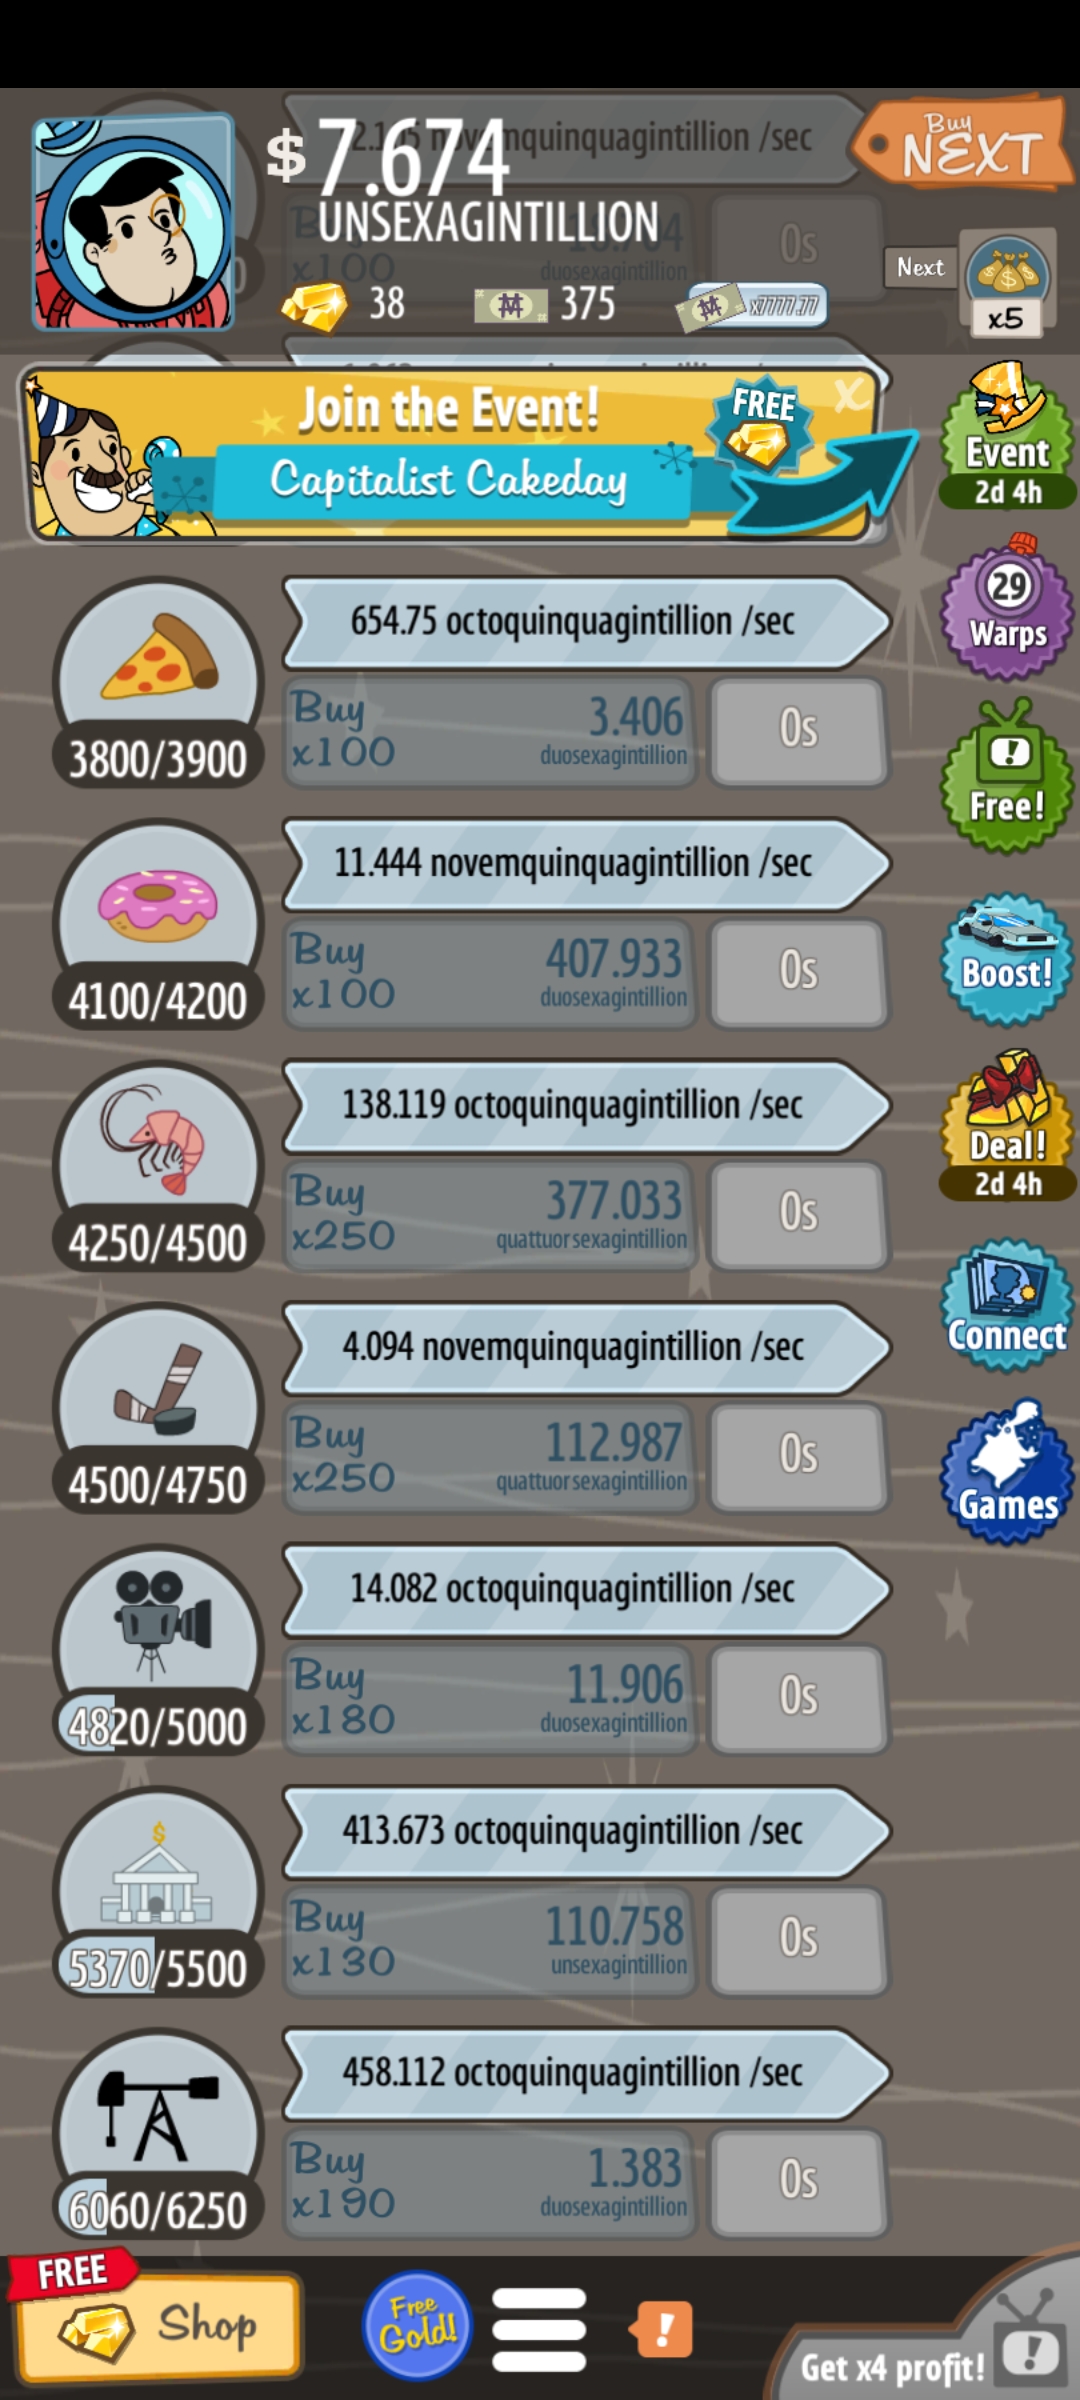 novemquinquagintillion /sec
$7.674
UNSEXAGINTILLION
Buy
NEXT
x100
duosexagintillion
0s
38
375
x7777.77
Next
x5
Join the Event!
FREE
X
Capitalist Cakeday
Event
2d 4h
654.75 octoquinquagintillion /sec
29
Warps
Buy
x100
3.406
duosexagintillion
0s
3800/3900
!
Free!
11.444 novemquinquagintillion /sec
Buy
x100
407.933
duosexagintillion
0s
4100/4200
Boost!
138.119 octoquinquagintillion /sec
Deal!
2d 4h
Buy
x250
377.033
quattuorsexagintillion
0s
4250/4500
Connect
4.094 novemquinquagintillion /sec
Buy
x250
112.987
quattuorsexagintillion
0s
4500/4750
Games
14.082 octoquinquagintillion /sec
Buy
x180
11.906
duosexagintillion
0s
4820/5000
$
413.673 octoquinquagintillion /sec
Buy
x130
110.758
unsexagintillion
0s
5370/5500
458.112 octoquinquagintillion /sec
Buy
x190
1.383
duosexagintillion
0s
6060/6250
FREE
Shop
Free
Gold!
!
Get x4 profit!
!